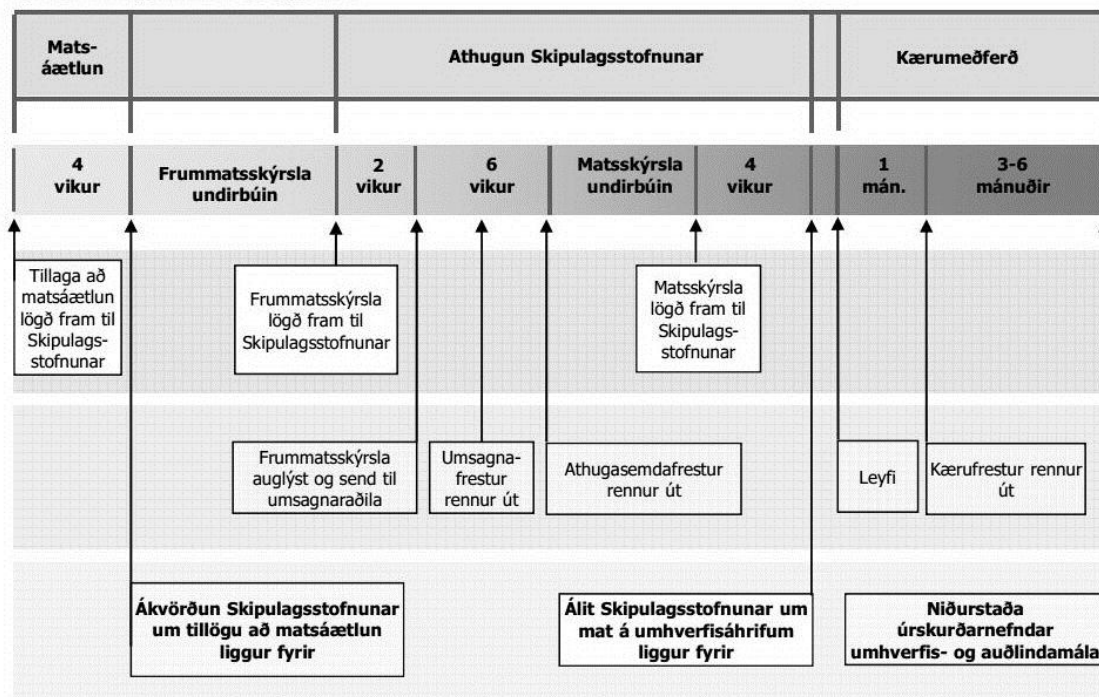 Mats-
áætlun
Athugun Skipulagsstofnunar
Kærumeðferð
4
vikur
Frummatsskýrsla
undirbúin
2
vikur
6
vikur
Matsskýrsla
undirbúin
4
vikur
1
mán.
3-6
mánuðir
Tillaga að
matsáætlun
lögð fram til
Skipulags-
stofnunar
Frummatsskýrsla
lögð fram til
Skipulagsstofnunar
Matsskýrsla
lögð fram til
Skipulags-
stofnunar
Frummatsskýrsla
auglýst og send til
umsagnaraðila
Umsagna-
frestur
rennur út
Athugasemdafrestur
rennur út
Leyfi
Kærufrestur rennur
út
Ákvörðun Skipulagsstofnunar
um tillögu að matsáætlun
liggur fyrir
Álit Skipulagsstofnunar um
mat á umhverfisáhrifum
liggur fyrir
Niðurstaða
úrskurðarnefndar
umhverfis- og auðlindamála